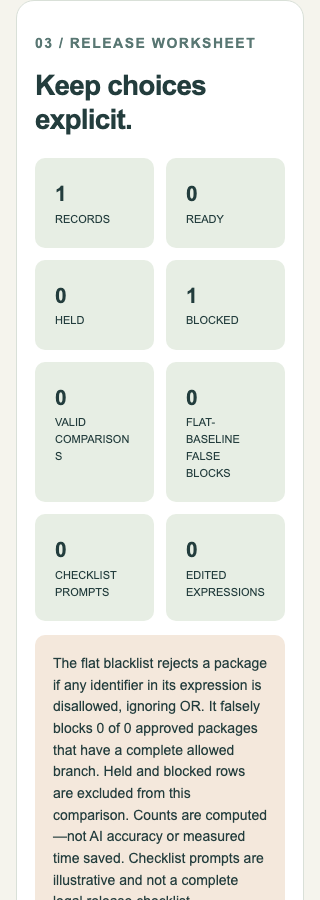 03 / RELEASE WORKSHEET
Keep choices
explicit.
1
RECORDS
0
READY
0
HELD
1
BLOCKED
0
VALID
COMPARISON
S
0
FLAT-
BASELINE
FALSE
BLOCKS
0
CHECKLIST
PROMPTS
0
EDITED
EXPRESSIONS
The flat blacklist rejects a package
if any identifier in its expression is
disallowed, ignoring OR. It falsely
blocks 0 of 0 approved packages
that have a complete allowed
branch. Held and blocked rows
are excluded from this
comparison. Counts are computed
—not AI accuracy or measured
time saved. Checklist prompts are
illustrative and not a complete
legal release checklist.